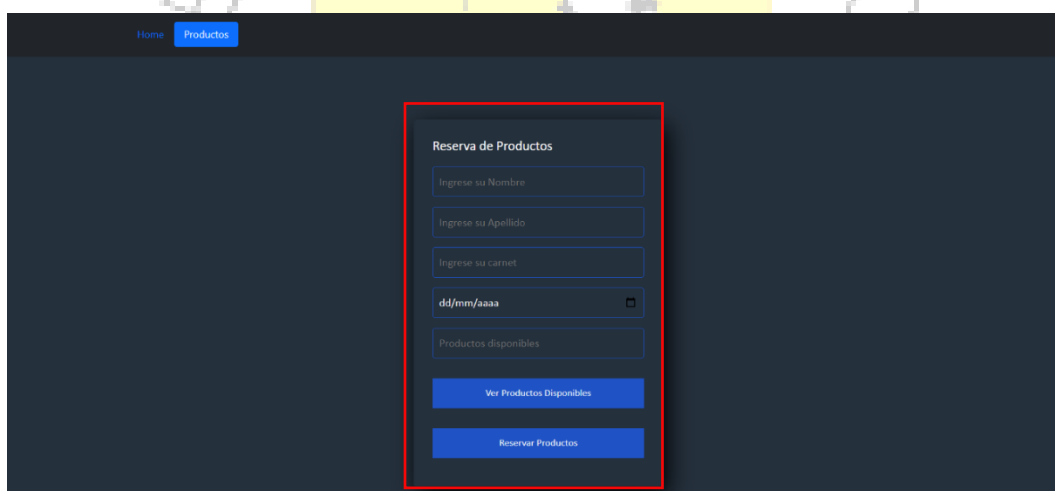 Home Productos
Reserva de Productos
Ingrese su Nombre
Ingrese su Apellido
Ingrese su carnet
dd/mm/aaaa
Productos disponibles
Ver Productos Disponibles
Reservar Productos